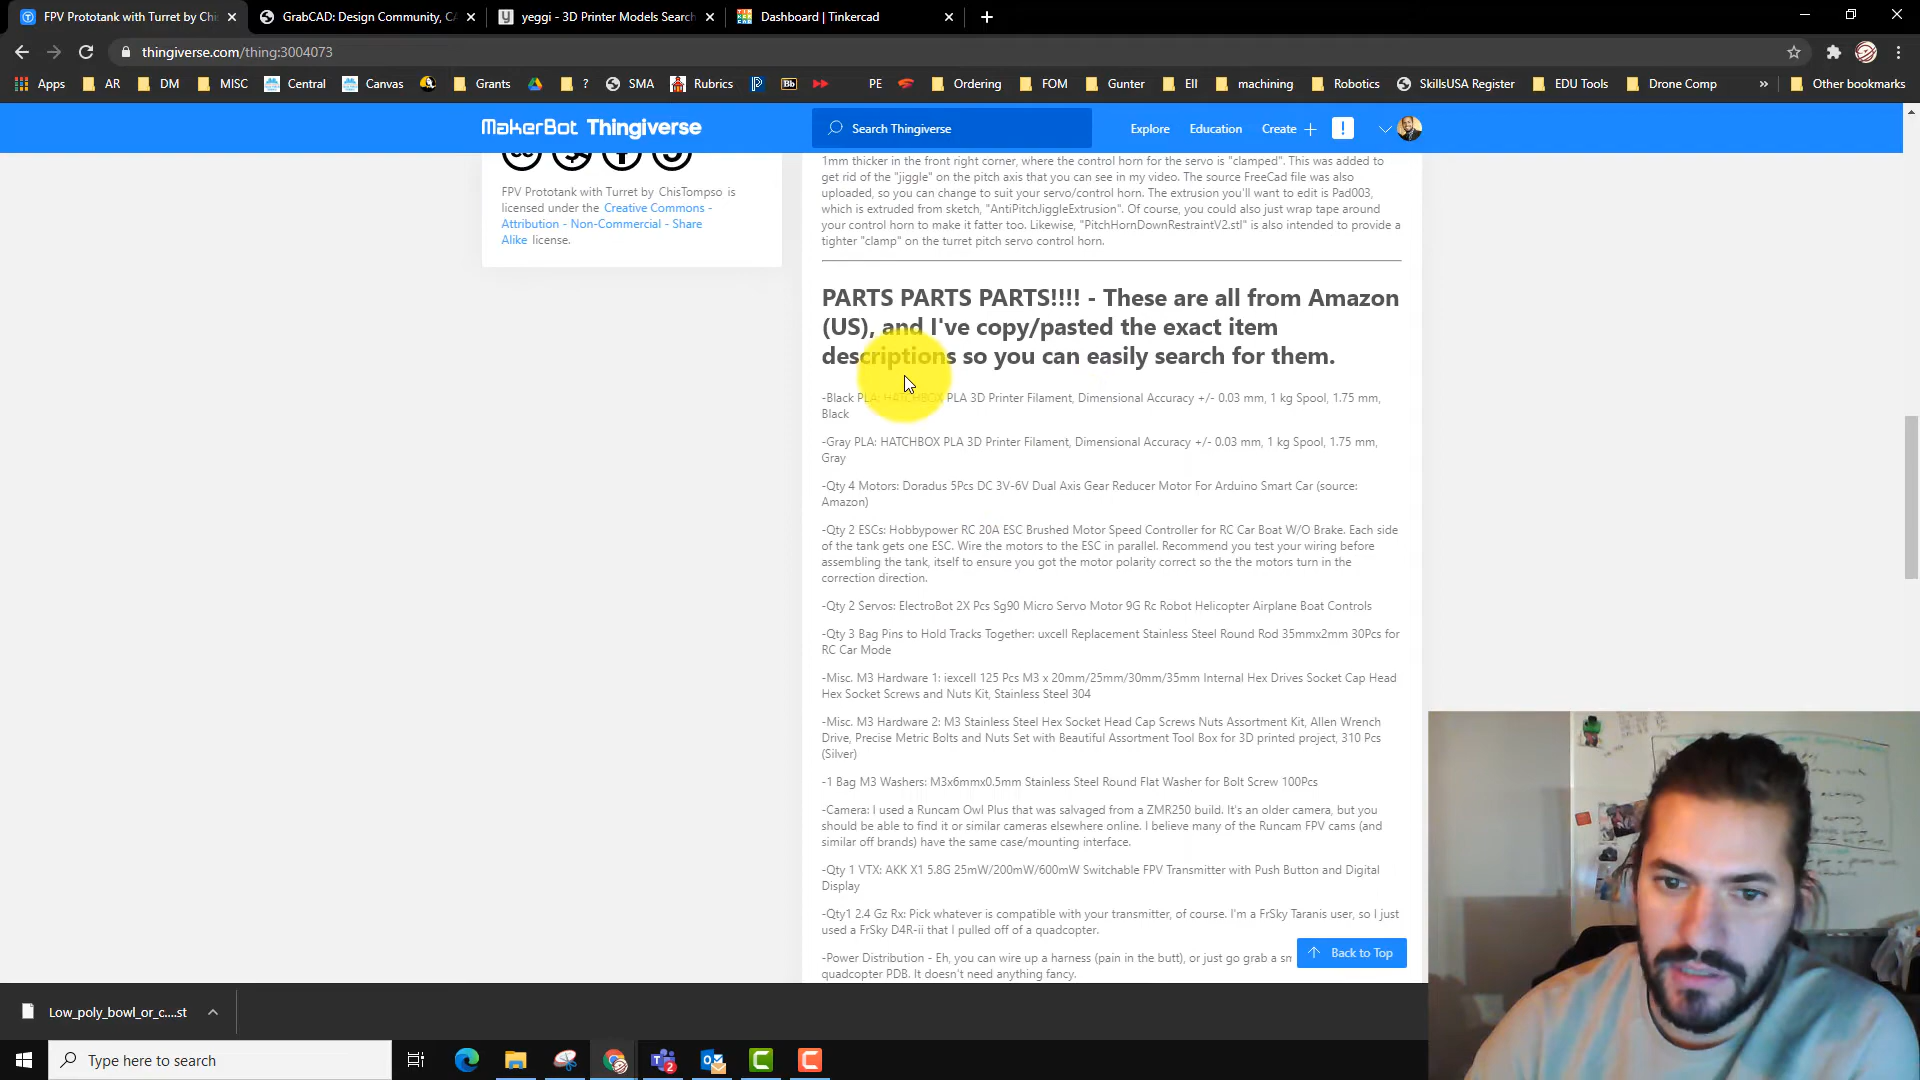 FPV Prototank with Turret by Chi
GrabCAD: Design Community, CA
yeggi - 3D Printer Models Search
Dashboard | Tinkercad
thingiverse.com/thing:3004073
Apps AR DM MISC Central Canvas Grants ? SMA Rubrics Bb PE Ordering FOM Gunter EII machining Robotics SkillsUSA Register EDU Tools Drone Comp » Other bookmarks
MakerBot Thingiverse
Search Thingiverse
Explore Education Create
FPV Prototank with Turret by ChisTompso is
licensed under the Creative Commons -
Attribution - Non-Commercial - Share
Alike license.
1mm thicker in the front right corner, where the control horn for the servo is "clamped". This was added to
get rid of the "jiggle" on the pitch axis that you can see in my video. The source FreeCad file was also
uploaded, so you can change to suit your servo/control horn. The extrusion you'll want to edit is Pad003,
which is extruded from sketch, "AntiPitchJiggleExtrusion". Of course, you could also just wrap tape around
your control horn to make it fatter too. Likewise, "PitchHornDownRestraintV2.stl" is also intended to provide a
tighter "clamp" on the turret pitch servo control horn.
PARTS PARTS PARTS!!!! - These are all from Amazon
(US), and I've copy/pasted the exact item
descriptions so you can easily search for them.
-Black PLA: HATCHBOX PLA 3D Printer Filament, Dimensional Accuracy +/- 0.03 mm, 1 kg Spool, 1.75 mm,
Black
-Gray PLA: HATCHBOX PLA 3D Printer Filament, Dimensional Accuracy +/- 0.03 mm, 1 kg Spool, 1.75 mm,
Gray
-Qty 4 Motors: Doradus 5Pcs DC 3V-6V Dual Axis Gear Reducer Motor For Arduino Smart Car (source:
Amazon)
-Qty 2 ESCs: Hobbypower RC 20A ESC Brushed Motor Speed Controller for RC Car Boat W/O Brake. Each side
of the tank gets one ESC. Wire the motors to the ESC in parallel. Recommend you test your wiring before
assembling the tank, itself to ensure you got the motor polarity correct so the the motors turn in the
correction direction.
-Qty 2 Servos: ElectroBot 2X Pcs Sg90 Micro Servo Motor 9G Rc Robot Helicopter Airplane Boat Controls
-Qty 3 Bag Pins to Hold Tracks Together: uxcell Replacement Stainless Steel Round Rod 35mmx2mm 30Pcs for
RC Car Mode
-Misc. M3 Hardware 1: iexcell 125 Pcs M3 x 20mm/25mm/30mm/35mm Internal Hex Drives Socket Cap Head
Hex Socket Screws and Nuts Kit, Stainless Steel 304
-Misc. M3 Hardware 2: M3 Stainless Steel Hex Socket Head Cap Screws Nuts Assortment Kit, Allen Wrench
Drive, Precise Metric Bolts and Nuts Set with Beautiful Assortment Tool Box for 3D printed project, 310 Pcs
(Silver)
-1 Bag M3 Washers: M3x6mmx0.5mm Stainless Steel Round Flat Washer for Bolt Screw 100Pcs
-Camera: I used a Runcam Owl Plus that was salvaged from a ZMR250 build. It's an older camera, but you
should be able to find it or similar cameras elsewhere online. I believe many of the Runcam FPV cams (and
similar off brands) have the same case/mounting interface.
-Qty 1 VTX: AKK X1 5.8G 25mW/200mW/600mW Switchable FPV Transmitter with Push Button and Digital
Display
-Qty1 2.4 Gz Rx: Pick whatever is compatible with your transmitter, of course. I'm a FrSky Taranis user, so I just
used a FrSky D4R-ii that I pulled off of a quadcopter.
-Power Distribution - Eh, you can wire up a harness (pain in the butt), or just go grab a sm
quadcopter PDB. It doesn't need anything fancy.
Back to Top
Low_poly_bowl_or_c....st
Type here to search